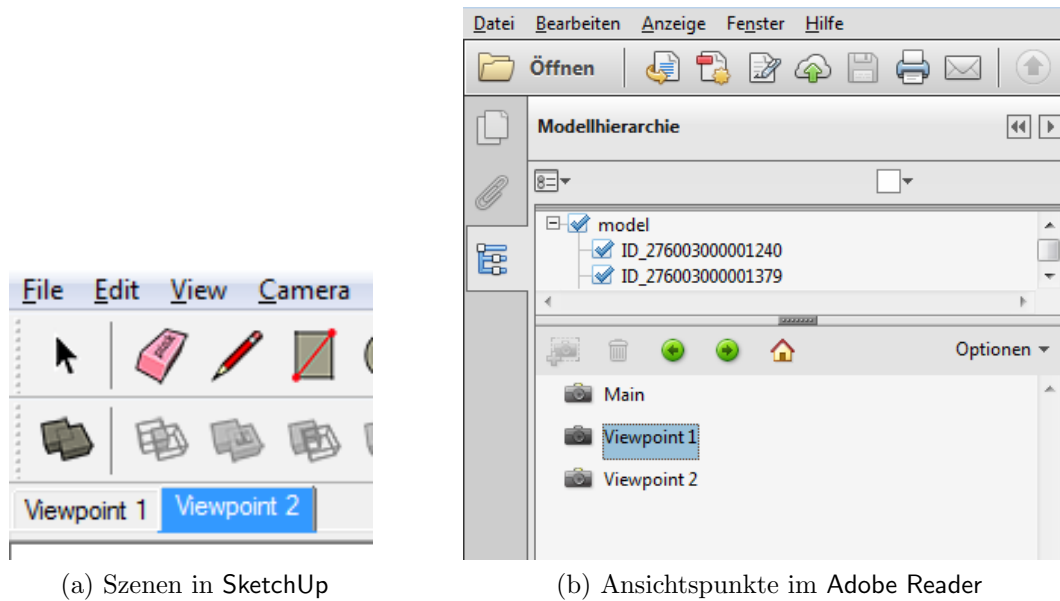 File Edit View Camera
Viewpoint 1 Viewpoint 2
(a) Szenen in SketchUp
Datei Bearbeiten Anzeige Fenster Hilfe
Öffnen
Modellhierarchie
model
ID_276003000001240
ID_276003000001379
Optionen
Main
Viewpoint 1
Viewpoint 2
(b) Ansichtspunkte im Adobe Reader